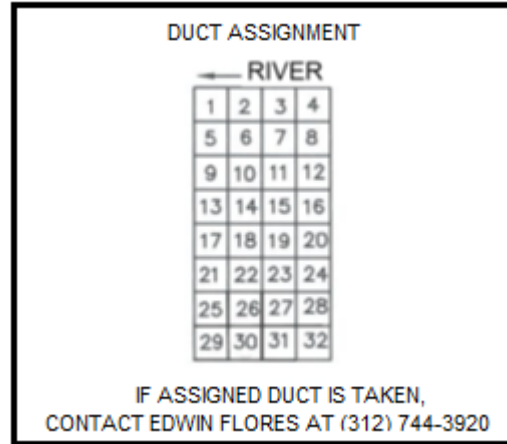 DUCT ASSIGNMENT
RIVER
1 2 3 4
5 6 7 8
9 10 11 12
13 14 15 16
17 18 19 20
21 22 23 24
25 26 27 28
29 30 31 32
IF ASSIGNED DUCT IS TAKEN,
CONTACT EDWIN FLORES AT (312) 744-3920